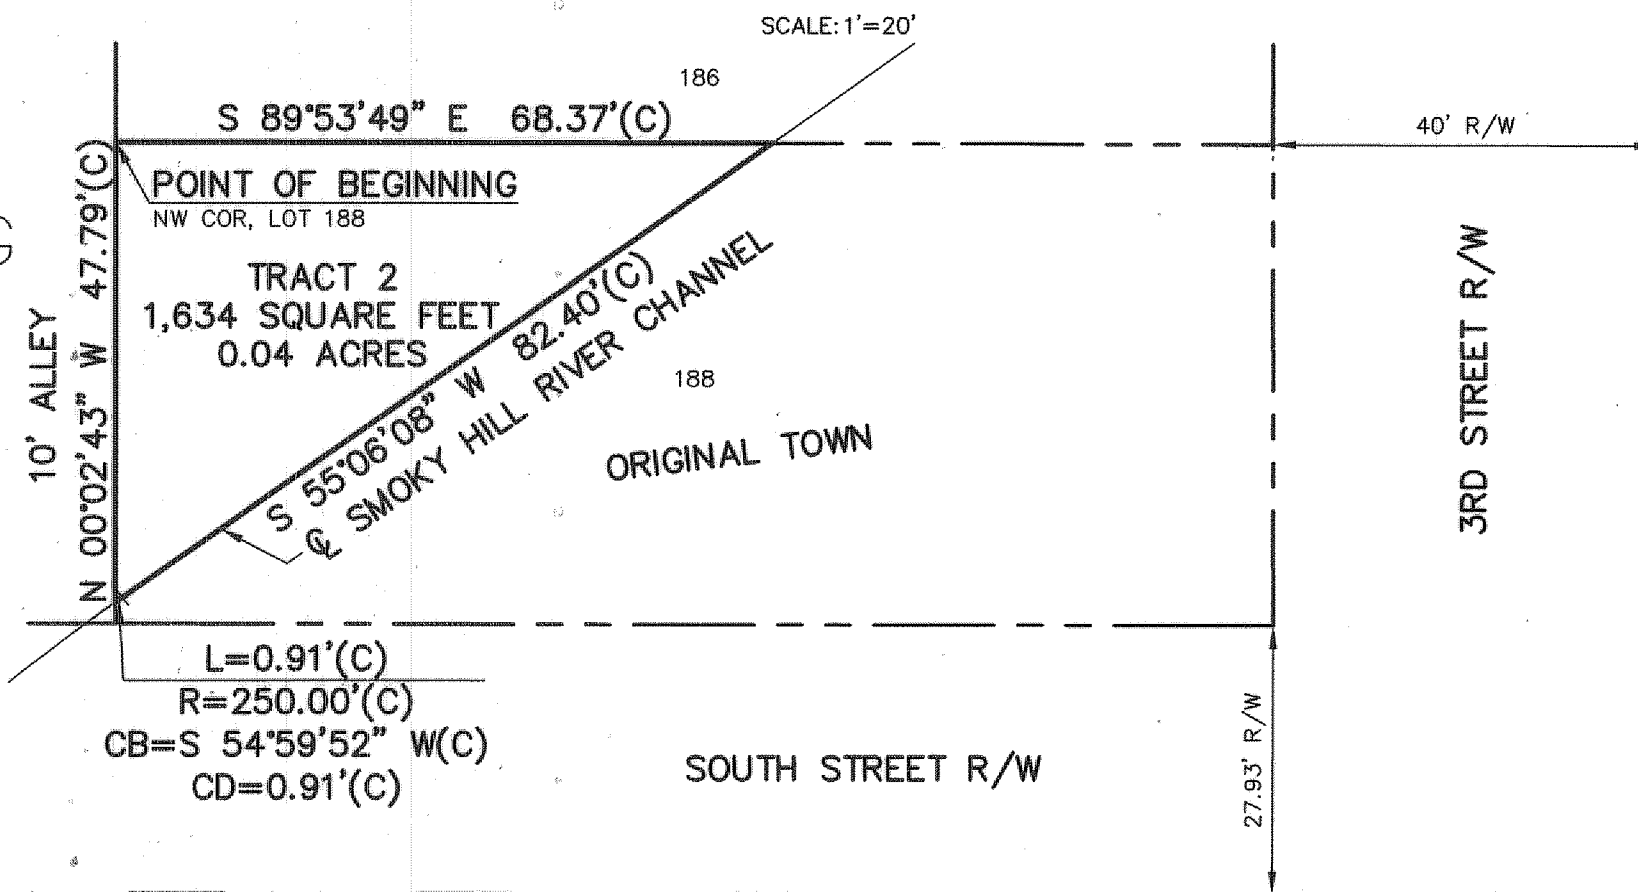 SCALE: 1'=20'
186
S 89°53'49" E 68.37'(C)
40' R/W
POINT OF BEGINNING
NW COR, LOT 188
N 00°02'43" W 47.79'(C)
10' ALLEY
TRACT 2
1,634 SQUARE FEET
0.04 ACRES
S 55°06'08" W 82.40'(C)
℄ SMOKY HILL RIVER CHANNEL
188
ORIGINAL TOWN
3RD STREET R/W
L=0.91'(C)
R=250.00'(C)
CB=S 54°59'52" W(C)
CD=0.91'(C)
SOUTH STREET R/W
27.93' R/W